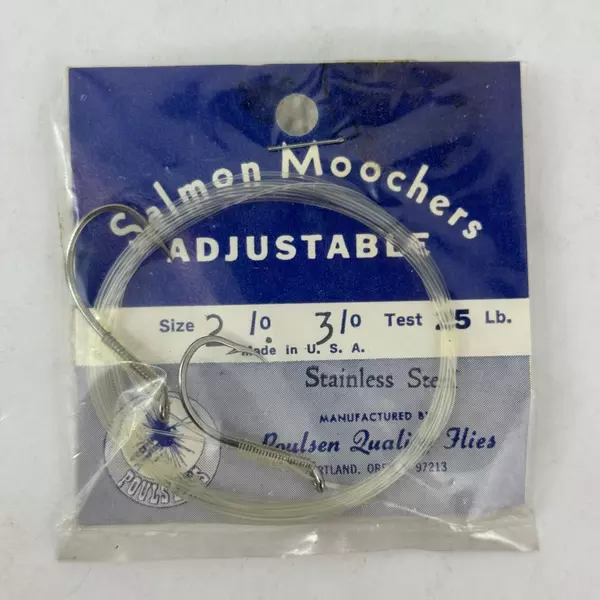 Salmon Moochers
ADJUSTABLE
Size 2/0 3/0 Test 25 Lb.
Made in U. S. A.
Stainless Steel
MANUFACTURED BY
Poulsen Quality Flies
PORTLAND, OREGON 97213
POULSEN